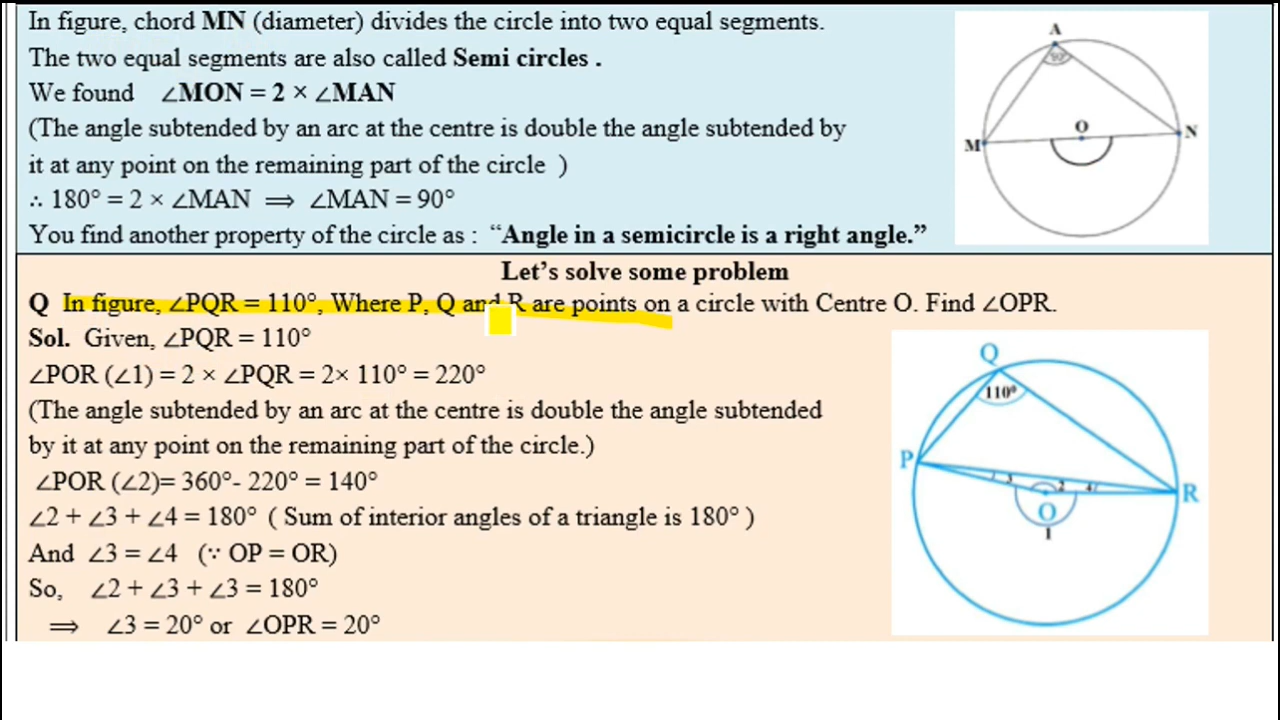 In figure, chord MN (diameter) divides the circle into two equal segments.
The two equal segments are also called Semi circles .
We found ∠MON = 2 × ∠MAN
(The angle subtended by an arc at the centre is double the angle subtended by
it at any point on the remaining part of the circle )
∴ 180° = 2 × ∠MAN ⟹ ∠MAN = 90°
You find another property of the circle as : “Angle in a semicircle is a right angle.”
A
90°
O
M
N
Let’s solve some problem
Q In figure, ∠PQR = 110°, Where P, Q and R are points on a circle with Centre O. Find ∠OPR.
Sol. Given, ∠PQR = 110°
∠POR (∠1) = 2 × ∠PQR = 2× 110° = 220°
(The angle subtended by an arc at the centre is double the angle subtended
by it at any point on the remaining part of the circle.)
∠POR (∠2)= 360°- 220° = 140°
∠2 + ∠3 + ∠4 = 180° ( Sum of interior angles of a triangle is 180° )
And ∠3 = ∠4 (∵ OP = OR)
So, ∠2 + ∠3 + ∠3 = 180°
⟹ ∠3 = 20° or ∠OPR = 20°
Q
110°
P
3
2
4
R
O
1